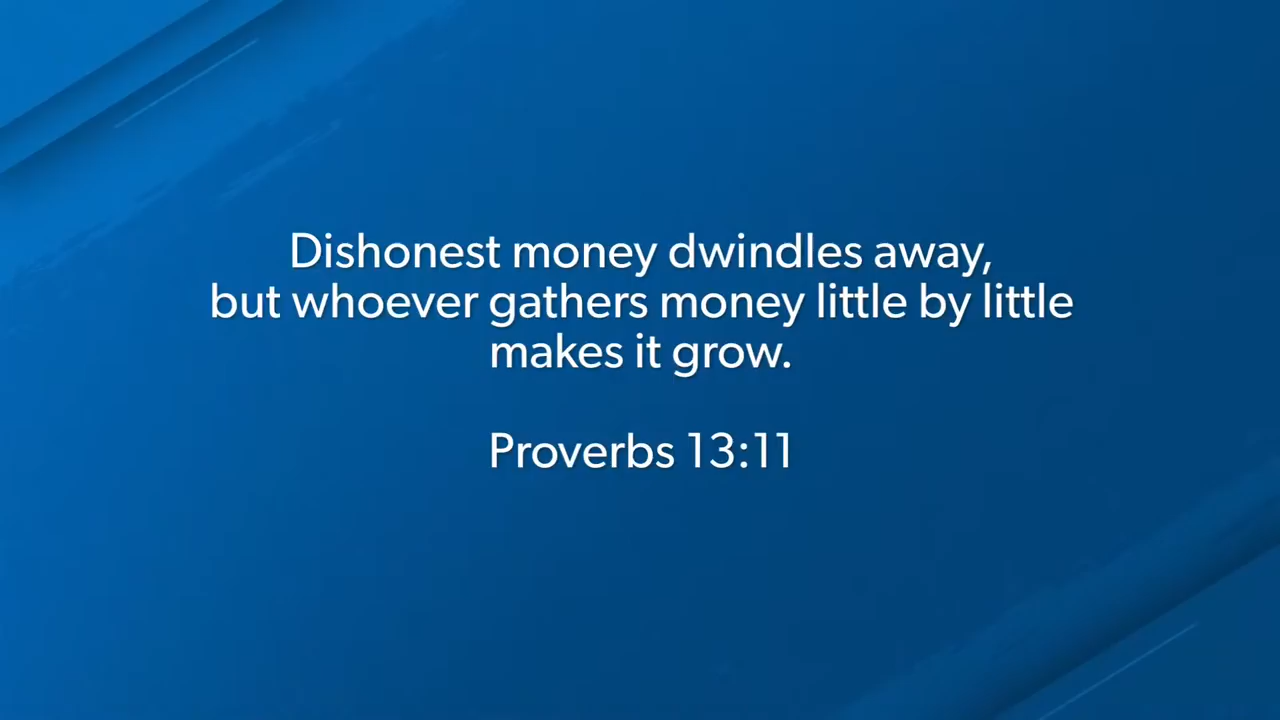 Dishonest money dwindles away,
but whoever gathers money little by little
makes it grow.
Proverbs 13:11